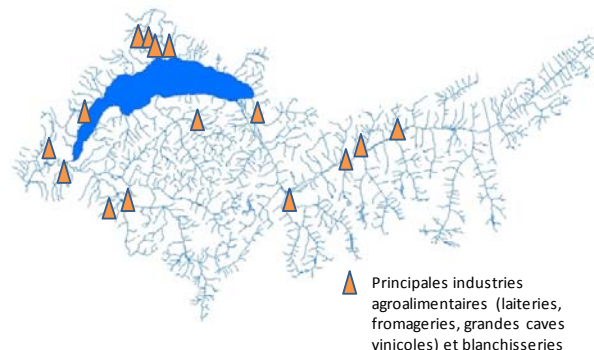 Principales industries
agroalimentaires (laiteries,
fromageries, grandes caves
vinicoles) et blanchisseries